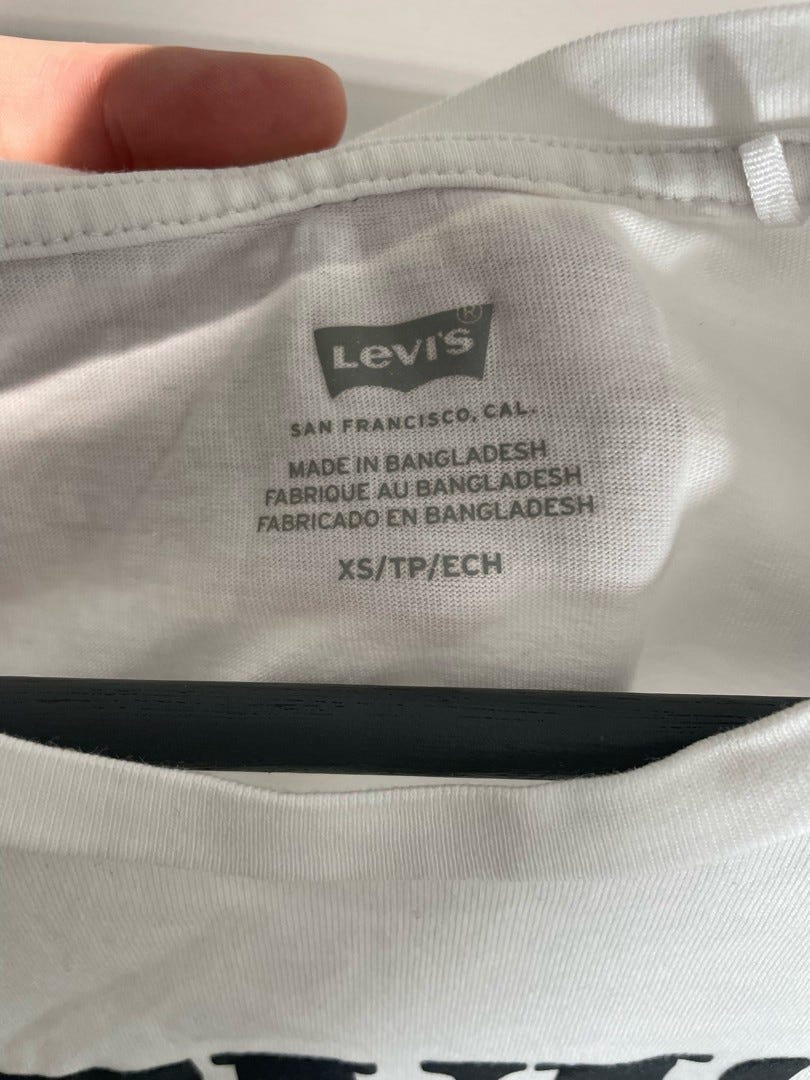 Levi's®
SAN FRANCISCO, CAL.
MADE IN BANGLADESH
FABRIQUE AU BANGLADESH
FABRICADO EN BANGLADESH
XS/TP/ECH